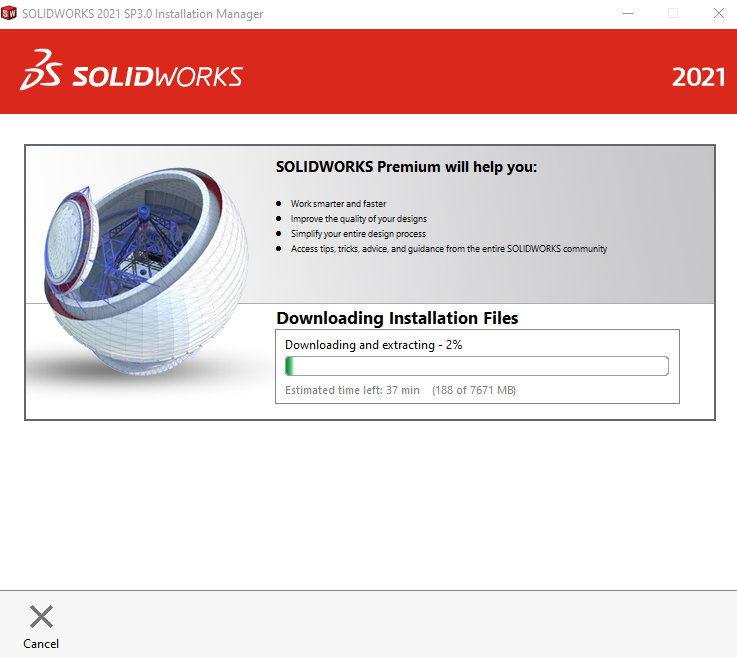 SW SOLIDWORKS 2021 SP3.0 Installation Manager
SOLIDWORKS 2021
SOLIDWORKS Premium will help you:
Work smarter and faster
Improve the quality of your designs
Simplify your entire design process
Access tips, tricks, advice, and guidance from the entire SOLIDWORKS community
Downloading Installation Files
Downloading and extracting - 2%
Estimated time left: 37 min (188 of 7671 MB)
Cancel